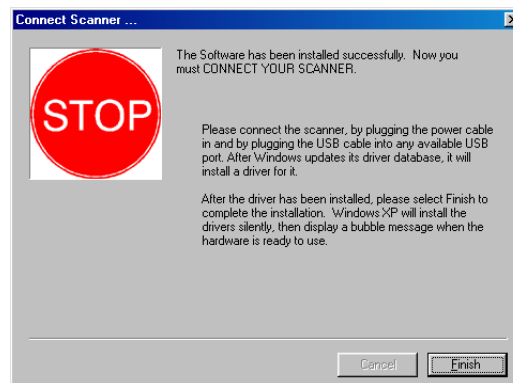 Connect Scanner ...
STOP
The Software has been installed successfully. Now you
must CONNECT YOUR SCANNER.
Please connect the scanner, by plugging the power cable
in and by plugging the USB cable into any available USB
port. After Windows updates its driver database, it will
install a driver for it.
After the driver has been installed, please select Finish to
complete the installation. Windows XP will install the
drivers silently, then display a bubble message when the
hardware is ready to use.
Cancel
Finish